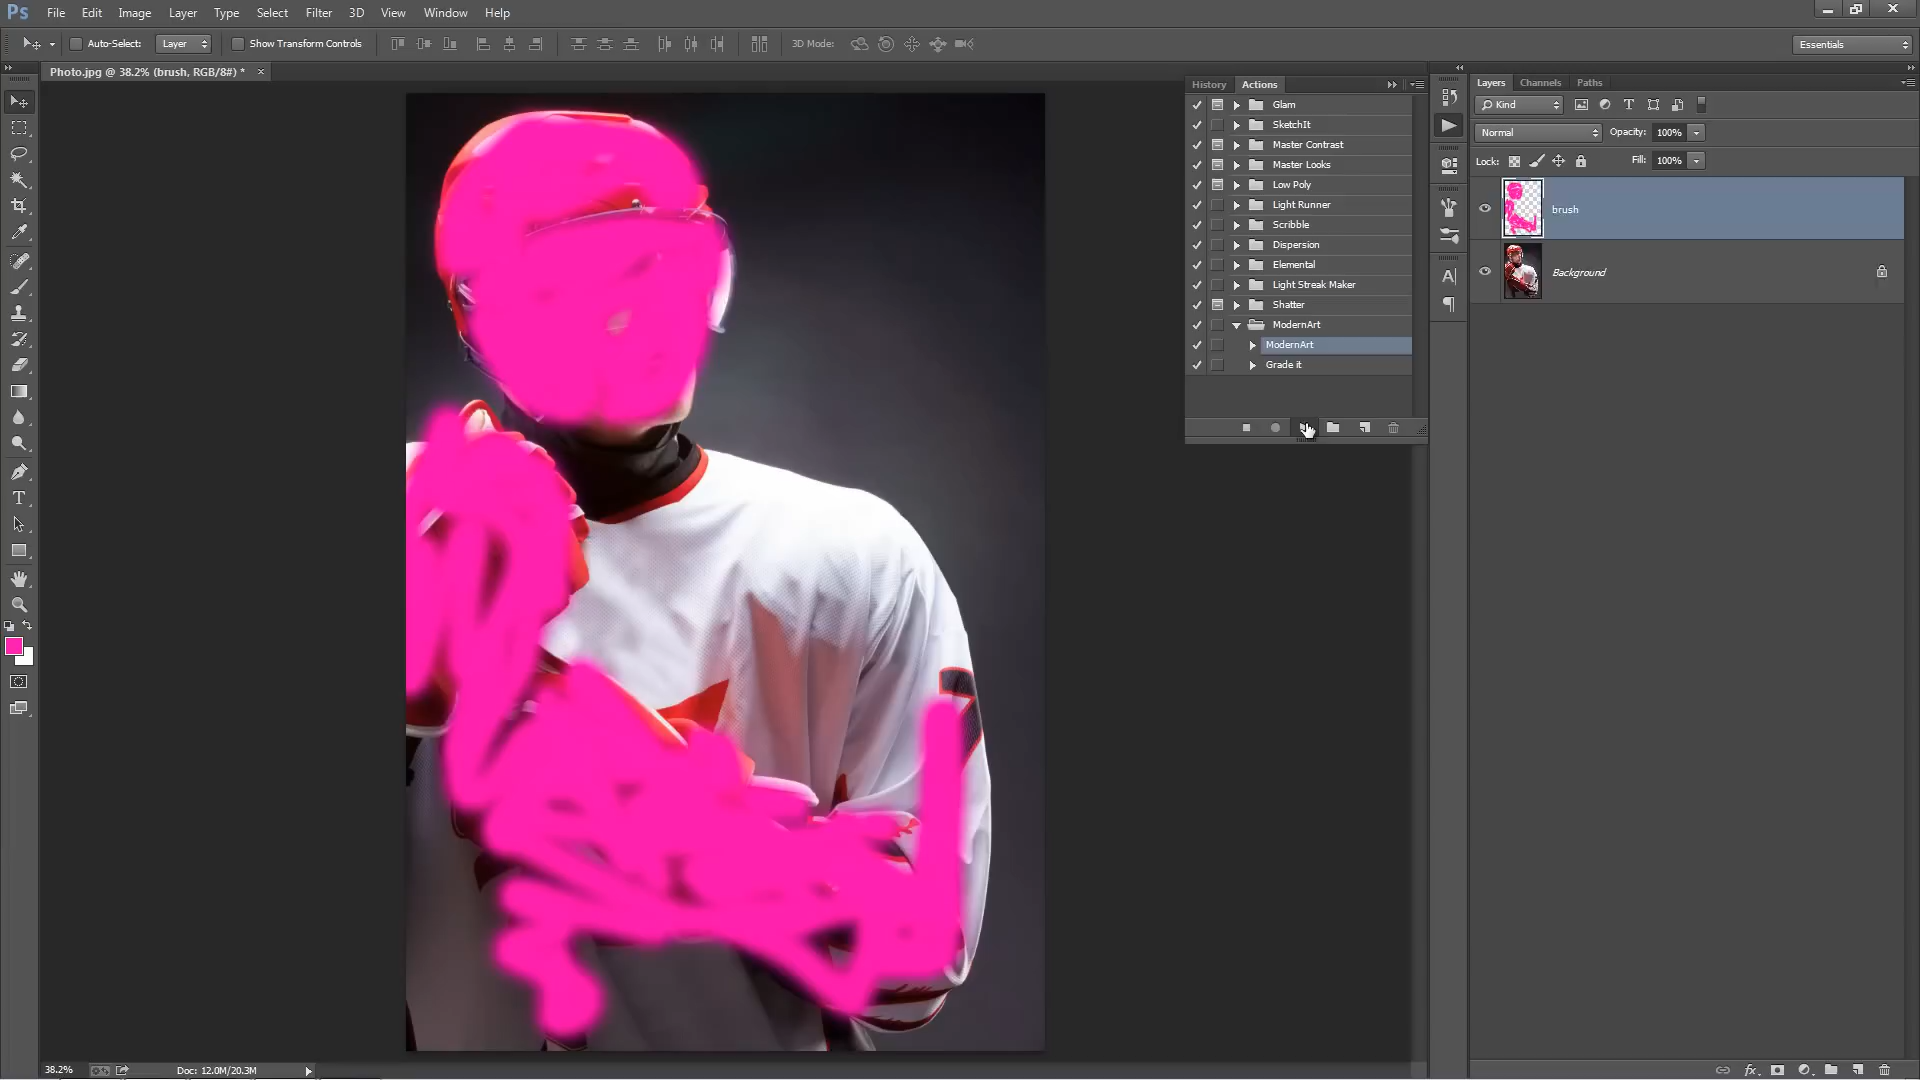 Ps File Edit Image Layer Type Select Filter 3D View Window Help
Auto-Select: Layer Show Transform Controls 3D Mode: Essentials
Photo.jpg @ 38.2% (brush, RGB/8#) * ×
History Actions
Glam
SketchIt
Master Contrast
Master Looks
Low Poly
Light Runner
Scribble
Dispersion
Elemental
Light Streak Maker
Shatter
ModernArt
ModernArt
Grade it
Layers Channels Paths
Kind
Normal Opacity: 100%
Lock: Fill: 100%
brush
Background
38.2% Doc: 12.0M/20.3M